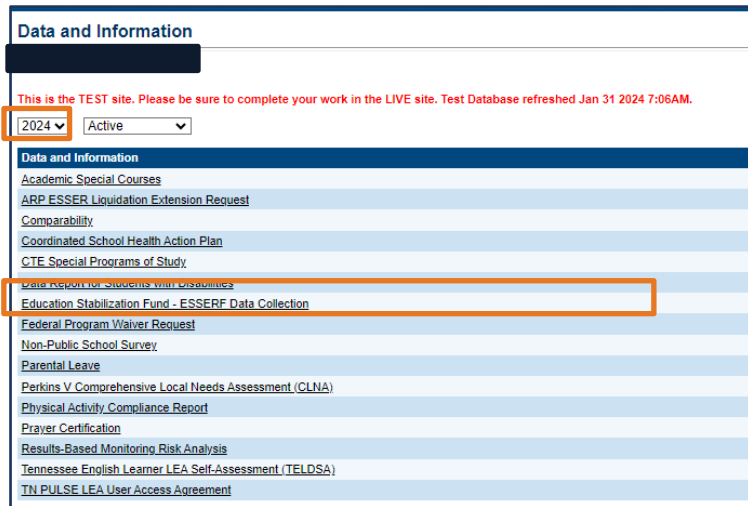 Data and Information
This is the TEST site. Please be sure to complete your work in the LIVE site. Test Database refreshed Jan 31 2024 7:06AM.
2024 Active
Data and Information
Academic Special Courses
ARP ESSER Liquidation Extension Request
Comparability
Coordinated School Health Action Plan
CTE Special Programs of Study
Data Report for Students with Disabilities
Education Stabilization Fund - ESSERF Data Collection
Federal Program Waiver Request
Non-Public School Survey
Parental Leave
Perkins V Comprehensive Local Needs Assessment (CLNA)
Physical Activity Compliance Report
Prayer Certification
Results-Based Monitoring Risk Analysis
Tennessee English Learner LEA Self-Assessment (TELDSA)
TN PULSE LEA User Access Agreement